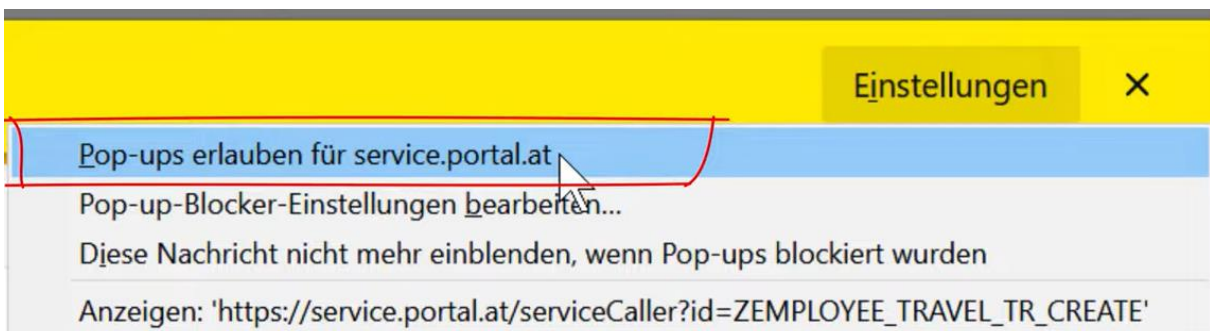 Einstellungen ×
Pop-ups erlauben für service.portal.at
Pop-up-Blocker-Einstellungen bearbeiten...
Diese Nachricht nicht mehr einblenden, wenn Pop-ups blockiert wurden
Anzeigen: 'https://service.portal.at/serviceCaller?id=ZEMPLOYEE_TRAVEL_TR_CREATE'